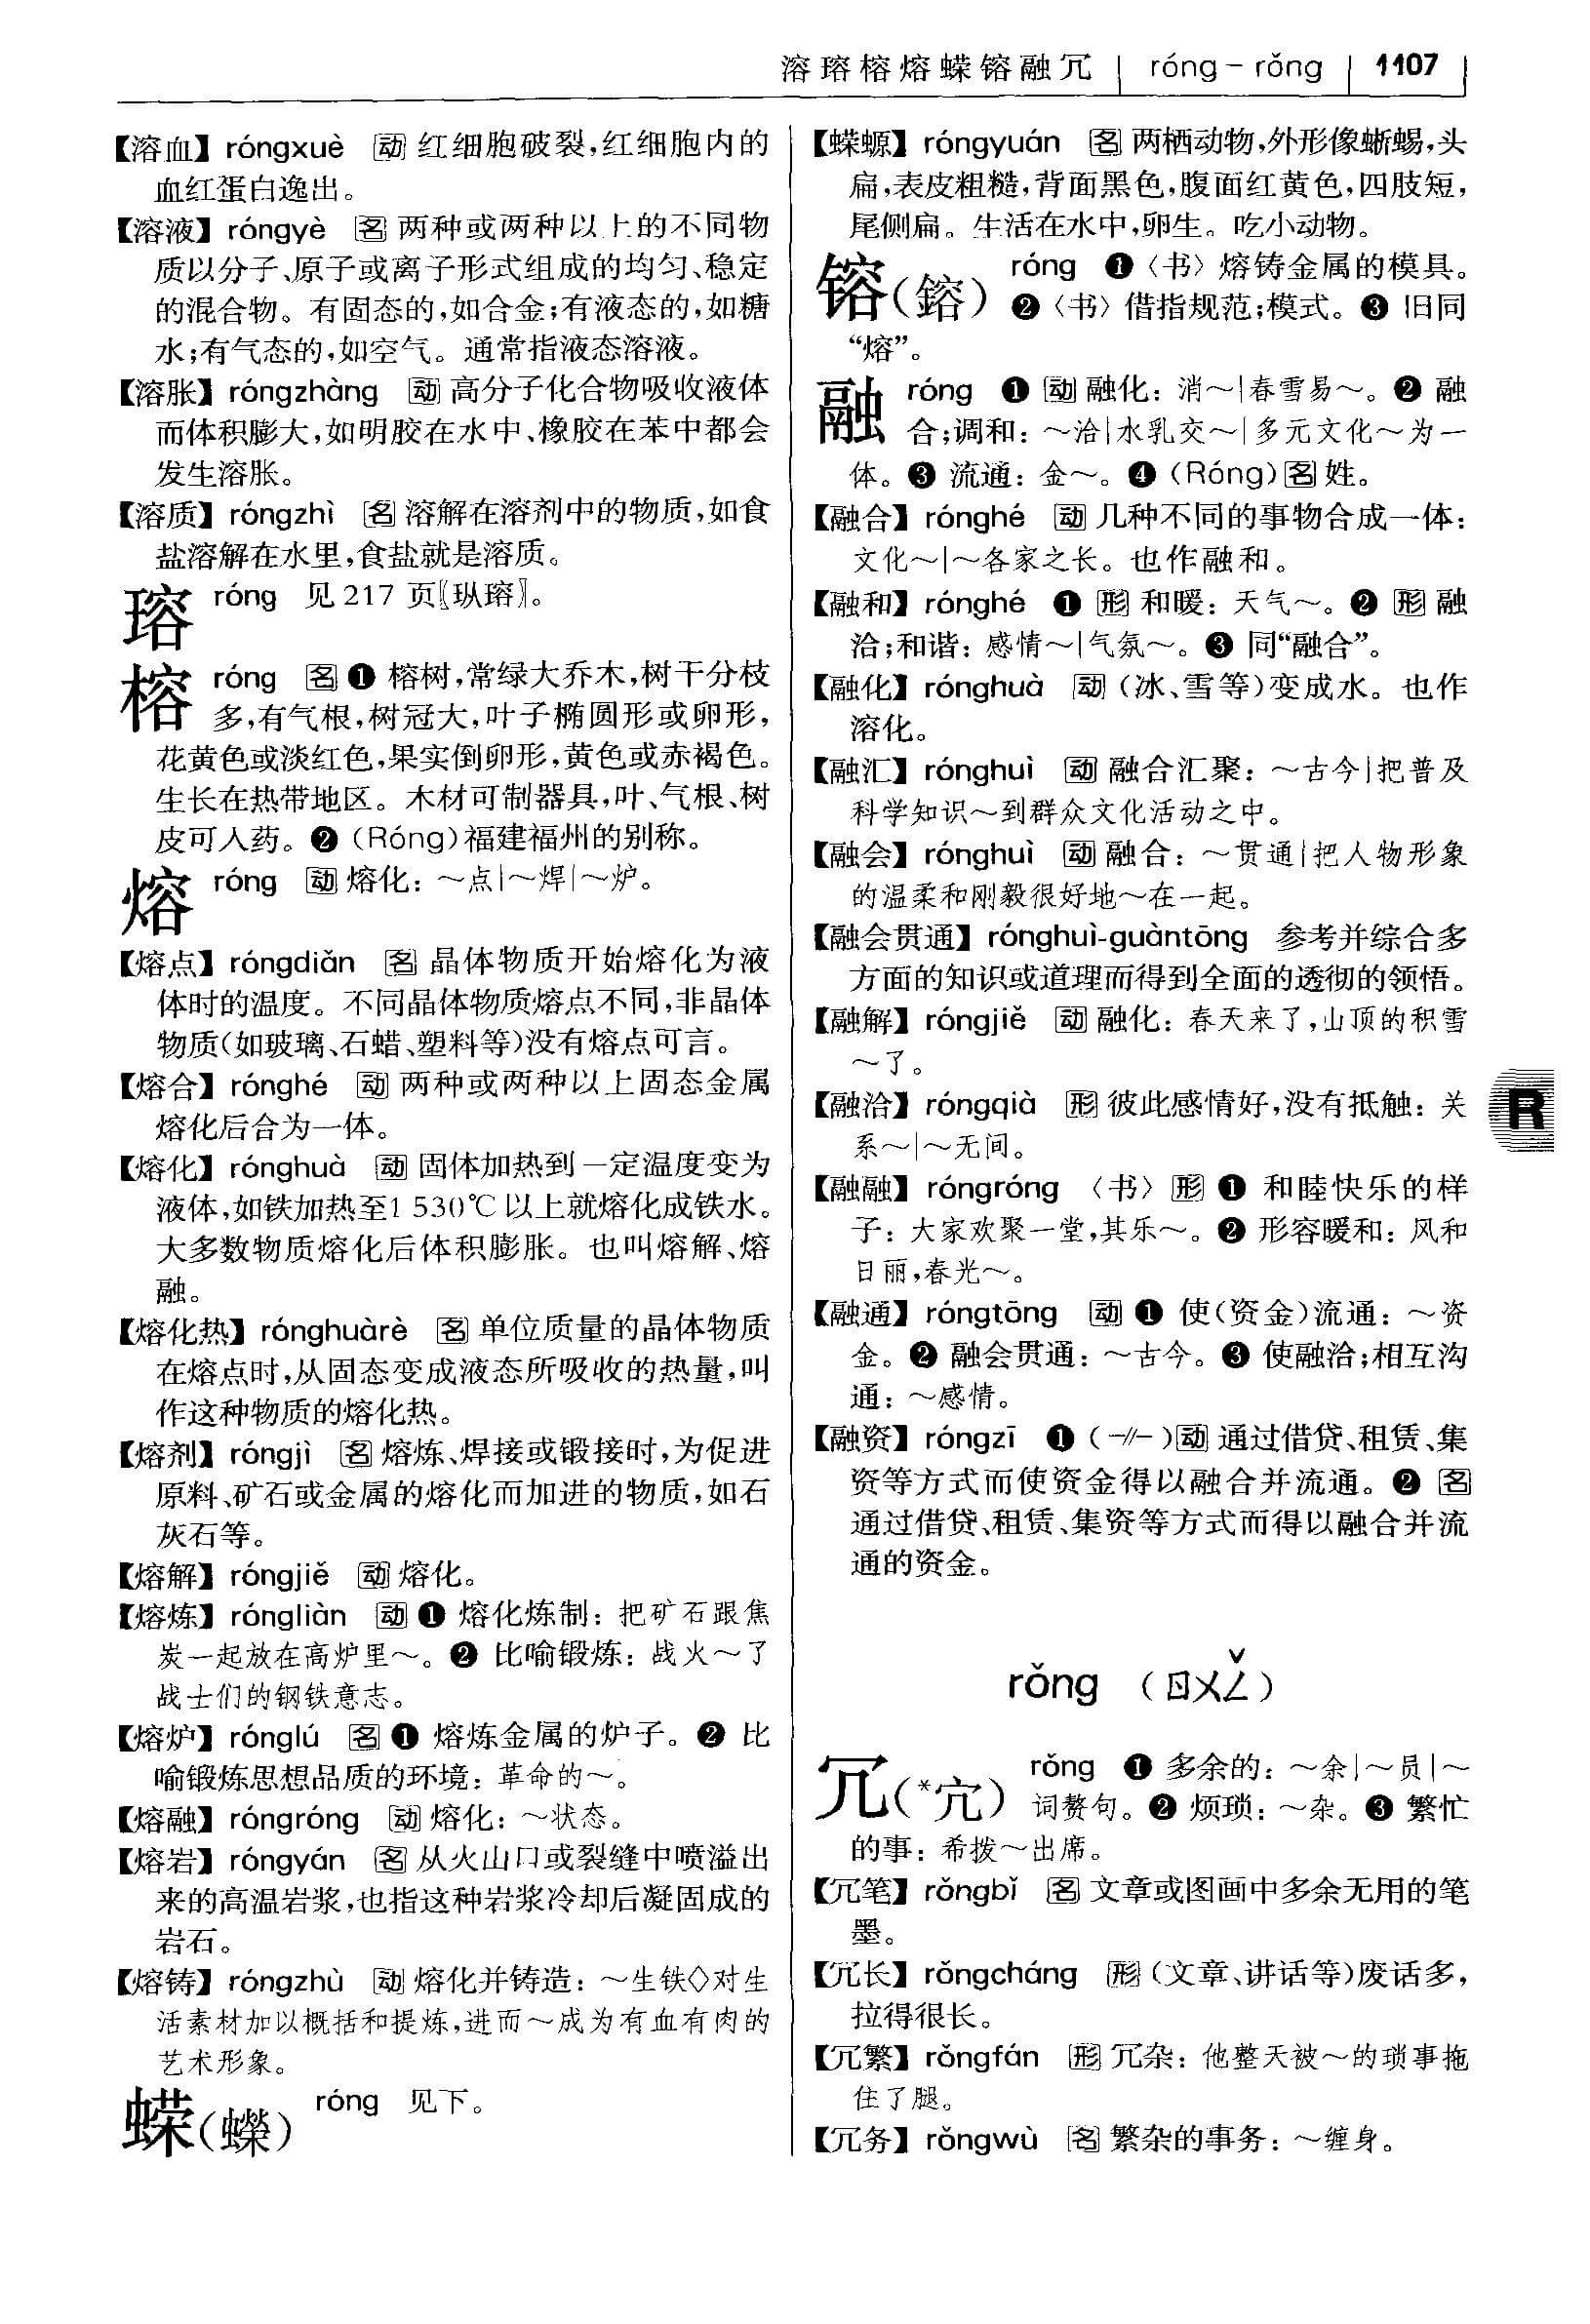 溶瑢榕熔蝾镕融冗 róng – rǒng 1107
【溶血】 róngxuè 动 红细胞破裂,红细胞内的
血红蛋白逸出。
【溶液】 róngyè 名 两种或两种以上的不同物
质以分子、原子或离子形式组成的均匀、稳定
的混合物。有固态的,如合金;有液态的,如糖
水;有气态的,如空气。通常指液态溶液。
【溶胀】 róngzhàng 动 高分子化合物吸收液体
而体积膨大,如明胶在水中、橡胶在苯中都会
发生溶胀。
【溶质】 róngzhì 名 溶解在溶剂中的物质,如食
盐溶解在水里,食盐就是溶质。
瑢 róng 见 217 页〖玒瑢〗。
榕 róng 名 ❶ 榕树,常绿大乔木,树干分枝
多,有气根,树冠大,叶子椭圆形或卵形,
花黄色或淡红色,果实倒卵形,黄色或赤褐色。
生长在热带地区。木材可制器具,叶、气根、树
皮可入药。❷ (Róng)福建福州的别称。
熔 róng 动 熔化:～点|～焊|～炉。
【熔点】 róngdiǎn 名 晶体物质开始熔化为液
体时的温度。不同晶体物质熔点不同,非晶体
物质(如玻璃、石蜡、塑料等)没有熔点可言。
【熔合】 rónghé 动 两种或两种以上固态金属
熔化后合为一体。
【熔化】 rónghuà 动 固体加热到一定温度变为
液体,如铁加热至1 530℃以上就熔化成铁水。
大多数物质熔化后体积膨胀。也叫熔解、熔
融。
【熔化热】 rónghuàrè 名 单位质量的晶体物质
在熔点时,从固态变成液态所吸收的热量,叫
作这种物质的熔化热。
【熔剂】 róngjì 名 熔炼、焊接或锻接时,为促进
原料、矿石或金属的熔化而加进的物质,如石
灰石等。
【熔解】 róngjiě 动 熔化。
【熔炼】 róngliàn 动 ❶ 熔化炼制:把矿石跟焦
炭一起放在高炉里～。❷ 比喻锻炼:战火～了
战士们的钢铁意志。
【熔炉】 rónglú 名 ❶ 熔炼金属的炉子。❷ 比
喻锻炼思想品质的环境:革命的～。
【熔融】 róngróng 动 熔化:～状态。
【熔岩】 róngyán 名 从火山口或裂缝中喷溢出
来的高温岩浆,也指这种岩浆冷却后凝固成的
岩石。
【熔铸】 róngzhù 动 熔化并铸造:～生铁◇对生
活素材加以概括和提炼,进而～成为有血有肉的
艺术形象。
蝾(蠑) róng 见下。
【蝾螈】 róngyuán 名 两栖动物,外形像蜥蜴,头
扁,表皮粗糙,背面黑色,腹面红黄色,四肢短,
尾侧扁。生活在水中,卵生。吃小动物。
镕(鎔) róng ❶〈书〉熔铸金属的模具。
❷〈书〉借指规范;模式。❸ 旧同
“熔”。
融 róng ❶ 动 融化:消～|春雪易～。❷ 融
合;调和:～洽|水乳交～|多元文化～为一
体。❸ 流通:金～。❹ (Róng)名 姓。
【融合】 rónghé 动 几种不同的事物合成一体:
文化～|～各家之长。也作融和。
【融和】 rónghé ❶ 形 和暖:天气～。❷ 形 融
洽;和谐:感情～|气氛～。❸ 同“融合”。
【融化】 rónghuà 动 (冰、雪等)变成水。也作
溶化。
【融汇】 rónghuì 动 融合汇聚:～古今|把普及
科学知识～到群众文化活动之中。
【融会】 rónghuì 动 融合:～贯通|把人物形象
的温柔和刚毅很好地～在一起。
【融会贯通】 rónghuì-guàntōng 参考并综合多
方面的知识或道理而得到全面的透彻的领悟。
【融解】 róngjiě 动 融化:春天来了,山顶的积雪
～了。
【融洽】 róngqià 形 彼此感情好,没有抵触:关
系～|～无间。
【融融】 róngróng 〈书〉形 ❶ 和睦快乐的样
子:大家欢聚一堂,其乐～。❷ 形容暖和:风和
日丽,春光～。
【融通】 róngtōng 动 ❶ 使(资金)流通:～资
金。❷ 融会贯通:～古今。❸ 使融洽;相互沟
通:～感情。
【融资】 róngzī ❶ (-//-)动 通过借贷、租赁、集
资等方式而使资金得以融合并流通。❷ 名
通过借贷、租赁、集资等方式而得以融合并流
通的资金。
R
rǒng (ㄖㄨㄥˇ)
冗(*宂) rǒng ❶ 多余的:～余|～员|～
词赘句。❷ 烦琐:～杂。❸ 繁忙
的事:希拨～出席。
【冗笔】 rǒngbǐ 名 文章或图画中多余无用的笔
墨。
【冗长】 rǒngcháng 形 (文章、讲话等)废话多,
拉得很长。
【冗繁】 rǒngfán 形 冗杂:他整天被～的琐事拖
住了腿。
【冗务】 rǒngwù 名 繁杂的事务:～缠身。